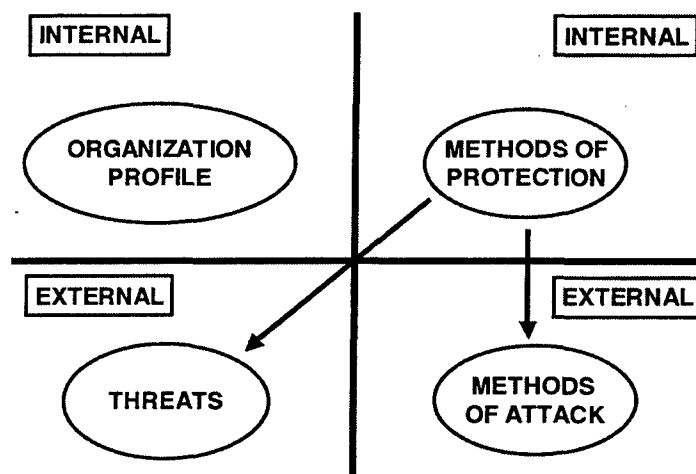 INTERNAL
INTERNAL
ORGANIZATION
PROFILE
METHODS OF
PROTECTION
EXTERNAL
EXTERNAL
THREATS
METHODS
OF ATTACK